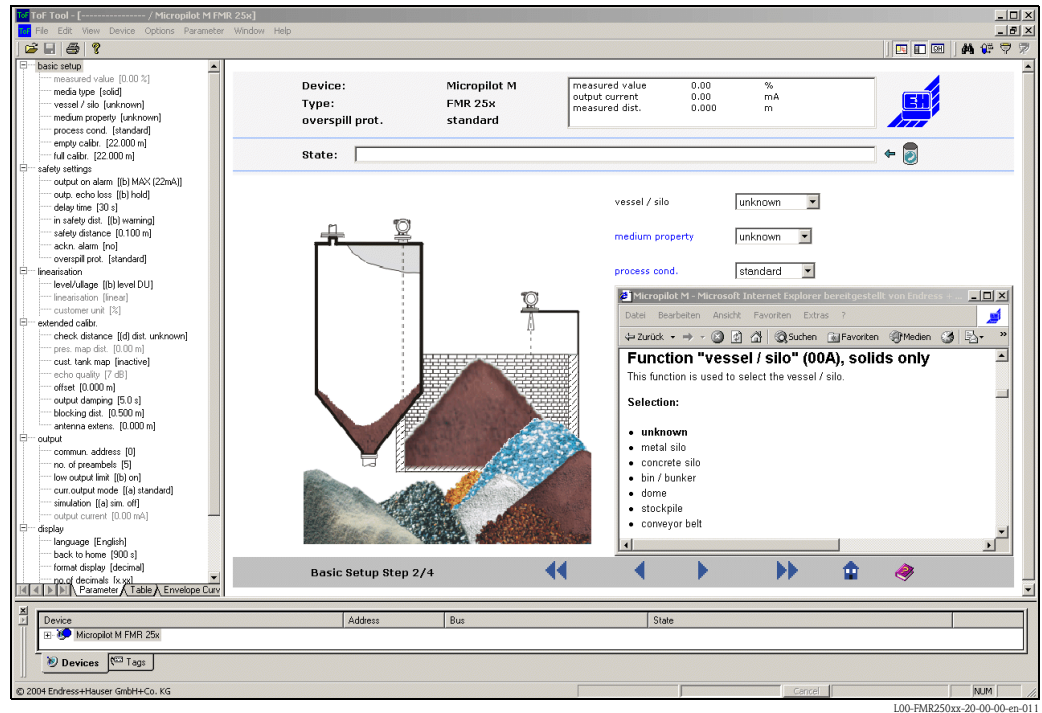 ToF Tool - [---------------- / Micropilot M FMR 25x]
File Edit View Device Options Parameter Window Help
basic setup
measured value [0.00 %]
media type [solid]
vessel / silo [unknown]
medium property [unknown]
process cond. [standard]
empty calibr. [22.000 m]
full calibr. [22.000 m]
safety settings
output on alarm [(b) MAX (22mA)]
outp. echo loss [(b) hold]
delay time [30 s]
in safety dist. [(b) warning]
safety distance [0.100 m]
ackn. alarm [no]
overspill prot. [standard]
linearisation
level/ullage [(b) level DU]
linearisation [linear]
customer unit [%]
extended calibr.
check distance [(d) dist. unknown]
pres. map dist. [0.00 m]
cust. tank map [inactive]
echo quality [7 dB]
offset [0.000 m]
output damping [5.0 s]
blocking dist. [0.500 m]
antenna extens. [0.000 m]
output
commun. address [0]
no. of preambels [5]
low output limit [(b) on]
curr.output mode [(a) standard]
simulation [(a) sim. off]
output current [0.00 mA]
display
language [English]
back to home [900 s]
format display [decimal]
no.of decimals [x.xx]
Parameter Table Envelope Curv
Device: Micropilot M
Type: FMR 25x
overspill prot. standard
measured value 0.00 %
output current 0.00 mA
measured dist. 0.000 m
EH
State:
vessel / silo unknown
medium property unknown
process cond. standard
Micropilot M - Microsoft Internet Explorer bereitgestellt von Endress + ...
Datei Bearbeiten Ansicht Favoriten Extras ?
Zurück Suchen Favoriten Medien »
Function "vessel / silo" (00A), solids only
This function is used to select the vessel / silo.
Selection:
• unknown
• metal silo
• concrete silo
• bin / bunker
• dome
• stockpile
• conveyor belt
Basic Setup Step 2/4
Device Address Bus State
Micropilot M FMR 25x
Devices Tags
© 2004 Endress+Hauser GmbH+Co. KG Cancel NUM
L00-FMR250xx-20-00-00-en-011